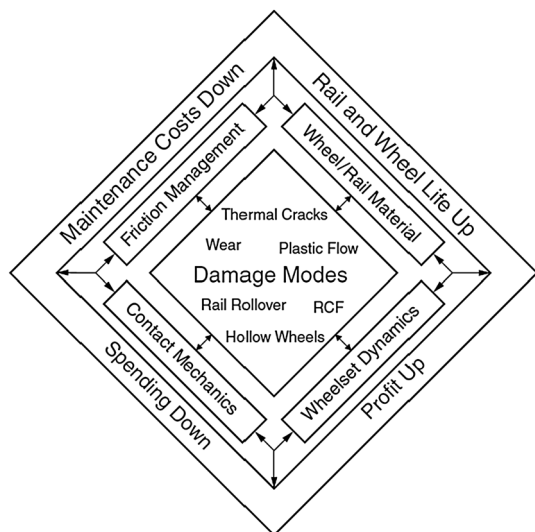 Maintenance Costs Down
Rail and Wheel Life Up
Friction Management
Wheel/Rail Material
Thermal Cracks
Wear
Plastic Flow
Damage Modes
Rail Rollover
RCF
Hollow Wheels
Contact Mechanics
Wheelset Dynamics
Spending Down
Profit Up